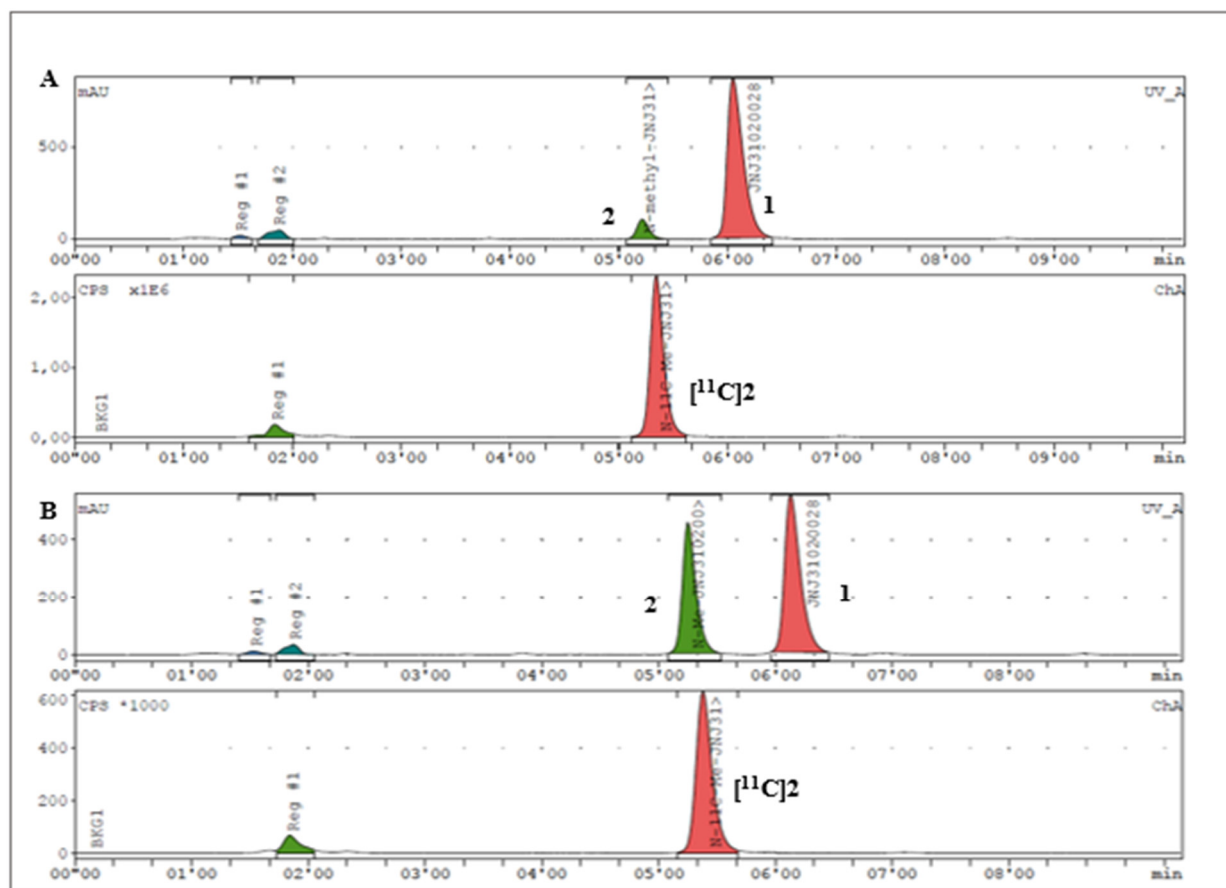 A
mAU
UV_A
500
0
Reg #1
Reg #2
2
N-methyl-JNJ31>
JNJ31020028
1
00'00 01'00 02'00 03'00 04'00 05'00 06'00 07'00 08'00 09'00 min
CPS x1E6
ChA
2,00
1,00
0,00
BKG1
Reg #1
N-11C-Me-JNJ31>
[¹¹C]2
00'00 01'00 02'00 03'00 04'00 05'00 06'00 07'00 08'00 09'00 min
B
mAU
UV_A
400
200
0
Reg #1
Reg #2
2
N-Me-JNJ310200>
JNJ31020028
1
00'00 01'00 02'00 03'00 04'00 05'00 06'00 07'00 08'00 min
CPS *1000
ChA
600
400
200
0
BKG1
Reg #1
N-11C-Me-JNJ31>
[¹¹C]2
00'00 01'00 02'00 03'00 04'00 05'00 06'00 07'00 08'00 min